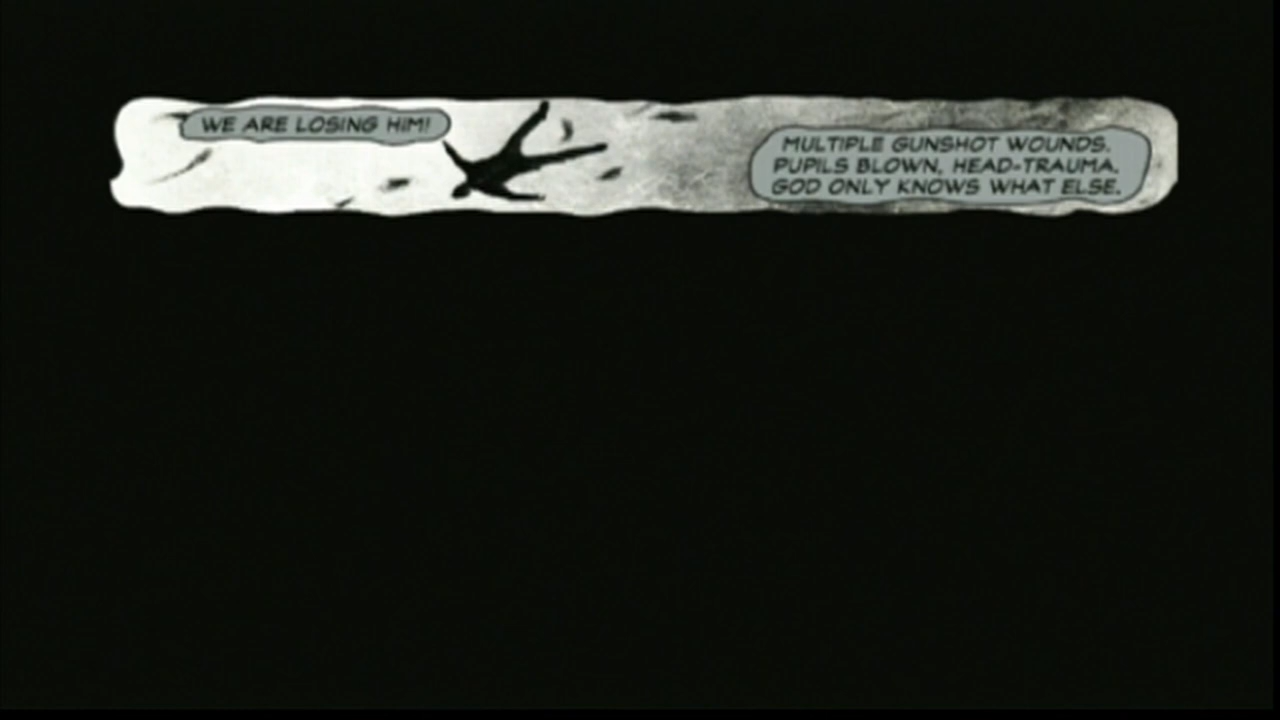 WE ARE LOSING HIM!
MULTIPLE GUNSHOT WOUNDS.
PUPILS BLOWN, HEAD-TRAUMA.
GOD ONLY KNOWS WHAT ELSE.